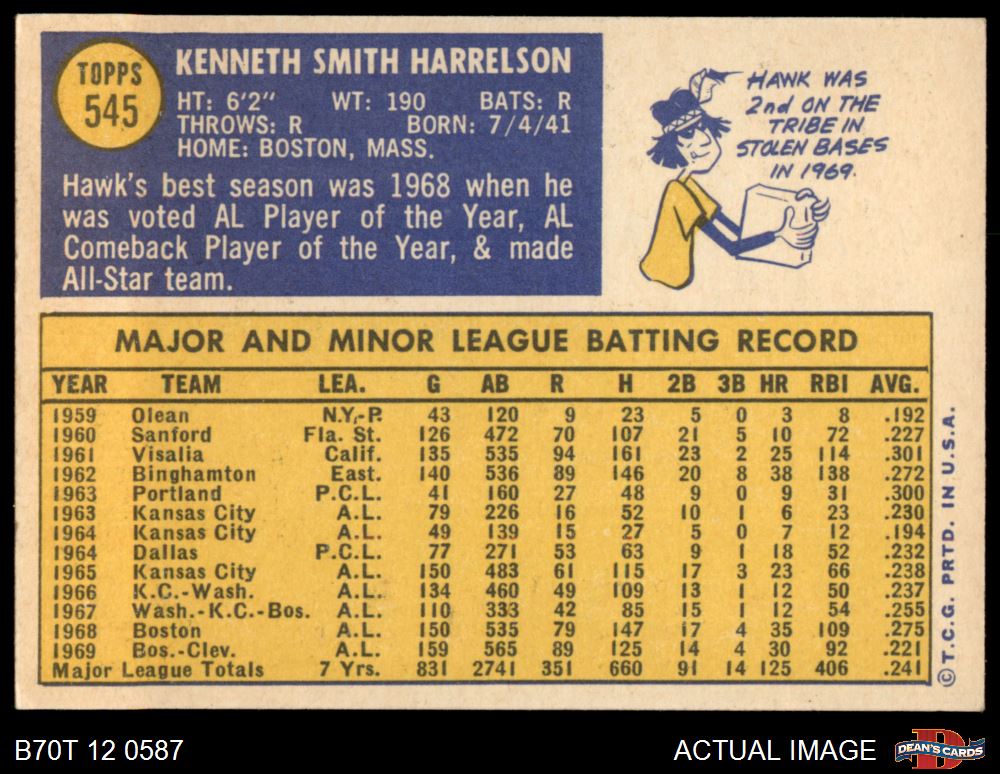 TOPPS
545
KENNETH SMITH HARRELSON
HT: 6'2" WT: 190 BATS: R
THROWS: R BORN: 7/4/41
HOME: BOSTON, MASS.
Hawk's best season was 1968 when he
was voted AL Player of the Year, AL
Comeback Player of the Year, & made
All-Star team.
HAWK WAS
2nd ON THE
TRIBE IN
STOLEN BASES
IN 1969.
MAJOR AND MINOR LEAGUE BATTING RECORD
YEAR TEAM LEA. G AB R H 2B 3B HR RBI AVG.
1959 Olean N.Y.-P. 43 120 9 23 5 0 3 8 .192
1960 Sanford Fla. St. 126 472 70 107 21 5 10 72 .227
1961 Visalia Calif. 135 535 94 161 23 2 25 114 .301
1962 Binghamton East. 140 536 89 146 20 8 38 138 .272
1963 Portland P.C.L. 41 160 27 48 9 0 9 31 .300
1963 Kansas City A.L. 79 226 16 52 10 1 6 23 .230
1964 Kansas City A.L. 49 139 15 27 5 0 7 12 .194
1964 Dallas P.C.L. 77 271 53 63 9 1 18 52 .232
1965 Kansas City A.L. 150 483 61 115 17 3 23 66 .238
1966 K.C.-Wash. A.L. 134 460 49 109 13 1 12 50 .237
1967 Wash.-K.C.-Bos. A.L. 110 333 42 85 15 1 12 54 .255
1968 Boston A.L. 150 535 79 147 17 4 35 109 .275
1969 Bos.-Clev. A.L. 159 565 89 125 14 4 30 92 .221
Major League Totals 7 Yrs. 831 2741 351 660 91 14 125 406 .241
© T.C.G. PRTD. IN U.S.A.
B70T 12 0587
ACTUAL IMAGE
D
DEAN'S CARDS